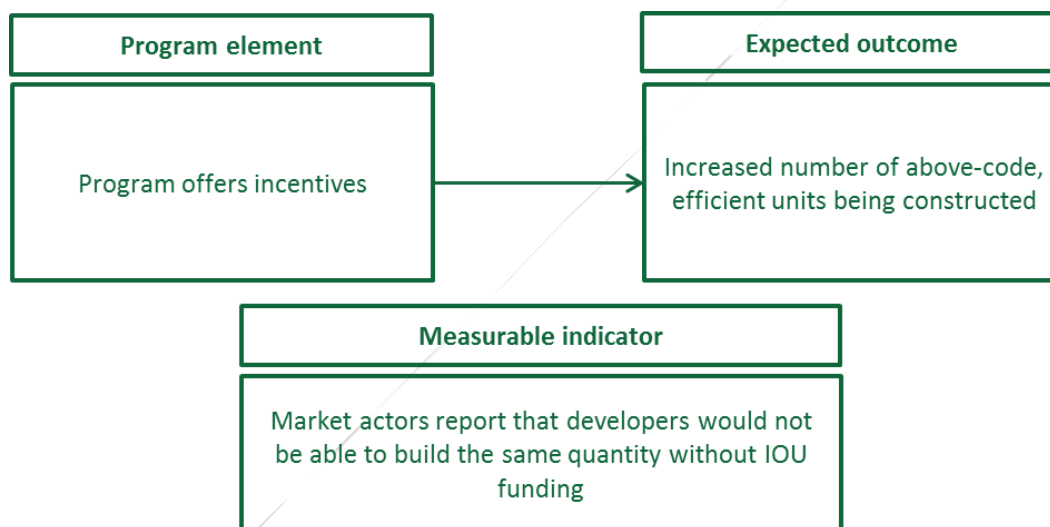 Program element
Expected outcome
Program offers incentives
Increased number of above-code,
efficient units being constructed
Measurable indicator
Market actors report that developers would not
be able to build the same quantity without IOU
funding